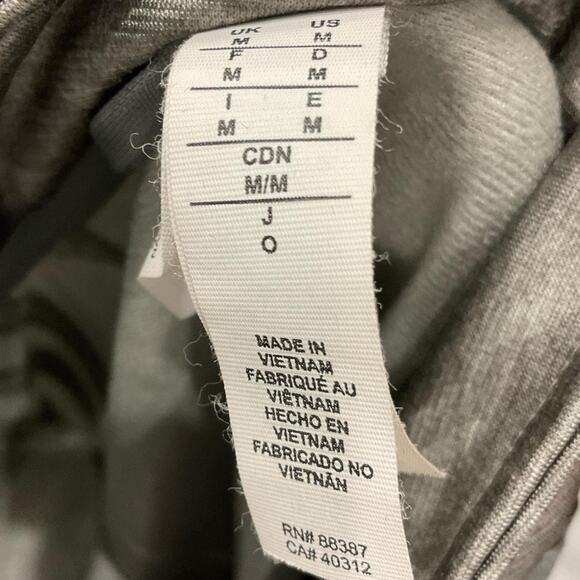 UK US
M M
F D
M M
I E
M M
CDN
M/M
J
O
MADE IN
VIETNAM
FABRIQUÉ AU
VIÊTNAM
HECHO EN
VIETNAM
FABRICADO NO
VIETNÃN
RN# 88387
CA# 40312